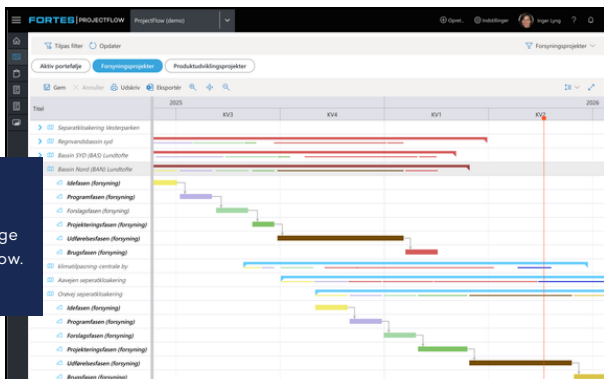 FORTES PROJECTFLOW ProjectFlow (demo) Opret.. Indstillinger Inger Lyng ?
Tilpas filter Opdater Forsyningsprojekter
Aktiv portefølje Forsyningsprojekter Produktudviklingsprojekter
Gem Annuller Udskriv Eksportér
Titel 2025 2026
KV3 KV4 KV1 KV2
Separatkloakering Vesterparken
Regnvandsbassin syd
Bassin SYD (BAS) Lundtofte
Bassin Nord (BAN) Lundtofte
Idefasen (forsyning)
Programfasen (forsyning)
Forslagsfasen (forsyning)
Projekteringsfasen (forsyning)
Udførelsesfasen (forsyning)
Brugsfasen (forsyning)
klimatilpasning centrale by
Aavejen seperatkloakering
Ørstvej seperatkloakering
Idefasen (forsyning)
Programfasen (forsyning)
Forslagsfasen (forsyning)
Projekteringsfasen (forsyning)
Udførelsesfasen (forsyning)
Brugsfasen (forsyning)
ge
ow.